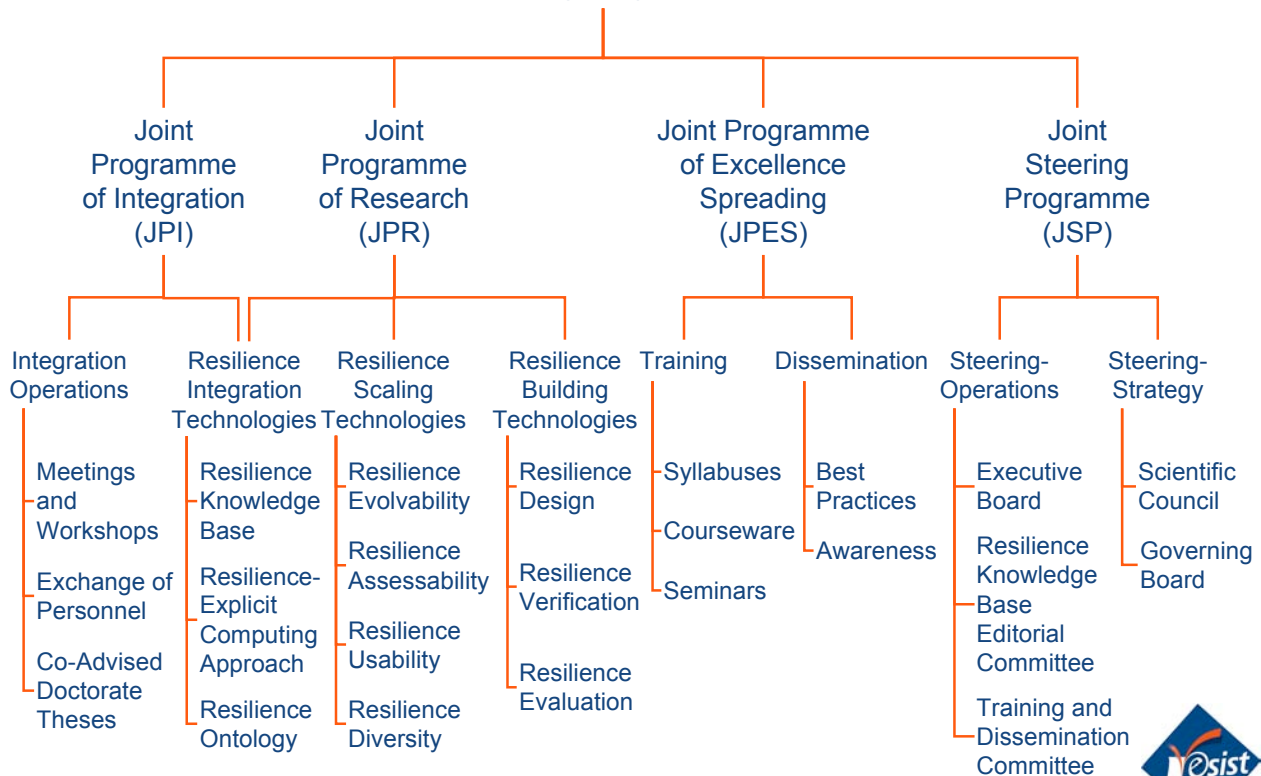 Joint
Programme
of Integration
(JPI)
Joint
Programme
of Research
(JPR)
Joint Programme
of Excellence
Spreading
(JPES)
Joint
Steering
Programme
(JSP)
Integration
Operations
Meetings
and
Workshops
Exchange of
Personnel
Co-Advised
Doctorate
Theses
Resilience
Integration
Technologies
Resilience
Knowledge
Base
Resilience-
Explicit
Computing
Approach
Resilience
Ontology
Resilience
Scaling
Technologies
Resilience
Evolvability
Resilience
Assessability
Resilience
Usability
Resilience
Diversity
Resilience
Building
Technologies
Resilience
Design
Resilience
Verification
Resilience
Evaluation
Training
Syllabuses
Courseware
Seminars
Dissemination
Best
Practices
Awareness
Steering-
Operations
Executive
Board
Resilience
Knowledge
Base
Editorial
Committee
Training and
Dissemination
Committee
Steering-
Strategy
Scientific
Council
Governing
Board
resist